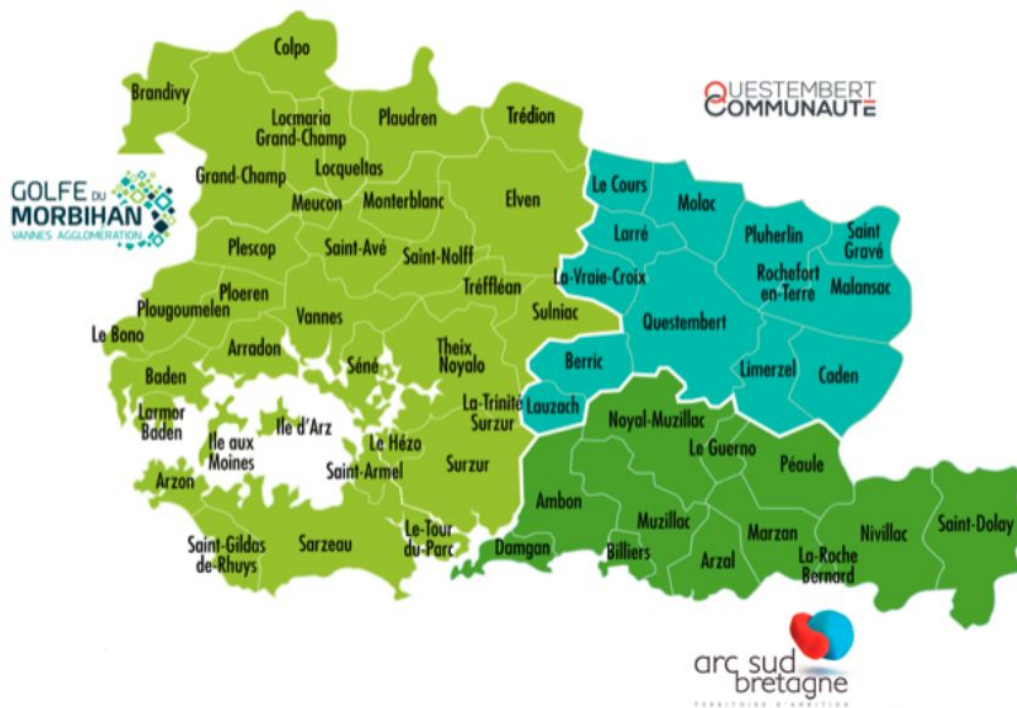 Colpo
Brandivy
QUESTEMBERT
COMMUNAUTÉ
Locmaria
Grand-Champ
Plaudren
Trédion
Grand-Champ
Locqueltas
GOLFE DU
MORBIHAN
VANNES AGGLOMÉRATION
Meucon
Monterblanc
Elven
Le Cours
Molac
Plescop
Saint-Avé
Saint-Nolff
Larré
Pluherlin
Saint
Gravé
La-Vraie-Croix
Rochefort
en-Terre
Malansac
Tréffléan
Ploeren
Plougoumelen
Vannes
Sulniac
Questembert
Le Bono
Arradon
Séné
Theix
Noyalo
Berric
Limerzel
Caden
Baden
Larmor
Baden
Ile d'Arz
La-Trinité
Surzur
Lauzach
Noyal-Muzillac
Ile aux
Moines
Le Hézo
Le Guerno
Péaule
Saint-Armel
Surzur
Arzon
Ambon
Muzillac
Marzan
Nivillac
Saint-Dolay
Saint-Gildas
de-Rhuys
Sarzeau
Le-Tour
du-Parc
Damgan
Billiers
Arzal
La-Roche
Bernard
arc sud
bretagne
TERRITOIRE D'AMBITION